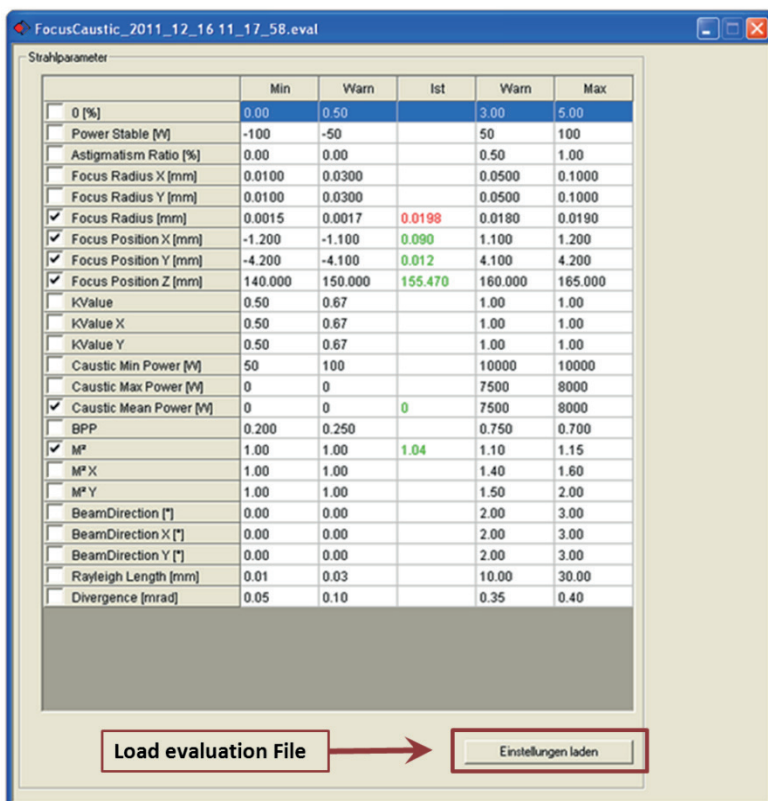 FocusCaustic_2011_12_16 11_17_58.eval
Strahlparameter
Min Warn Ist Warn Max
0 [%] 0.00 0.50 3.00 5.00
Power Stable [W] -100 -50 50 100
Astigmatism Ratio [%] 0.00 0.00 0.50 1.00
Focus Radius X [mm] 0.0100 0.0300 0.0500 0.1000
Focus Radius Y [mm] 0.0100 0.0300 0.0500 0.1000
Focus Radius [mm] 0.0015 0.0017 0.0198 0.0180 0.0190
Focus Position X [mm] -1.200 -1.100 0.090 1.100 1.200
Focus Position Y [mm] -4.200 -4.100 0.012 4.100 4.200
Focus Position Z [mm] 140.000 150.000 155.470 160.000 165.000
KValue 0.50 0.67 1.00 1.00
KValue X 0.50 0.67 1.00 1.00
KValue Y 0.50 0.67 1.00 1.00
Caustic Min Power [W] 50 100 10000 10000
Caustic Max Power [W] 0 0 7500 8000
Caustic Mean Power [W] 0 0 0 7500 8000
BPP 0.200 0.250 0.750 0.700
M² 1.00 1.00 1.04 1.10 1.15
M² X 1.00 1.00 1.40 1.60
M² Y 1.00 1.00 1.50 2.00
BeamDirection [°] 0.00 0.00 2.00 3.00
BeamDirection X [°] 0.00 0.00 2.00 3.00
BeamDirection Y [°] 0.00 0.00 2.00 3.00
Rayleigh Length [mm] 0.01 0.03 10.00 30.00
Divergence [mrad] 0.05 0.10 0.35 0.40
Load evaluation File
Einstellungen laden